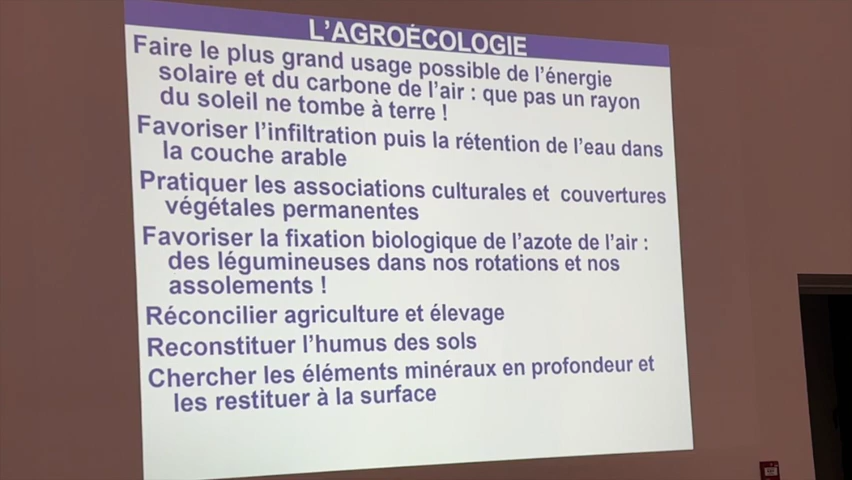 L'AGROÉCOLOGIE
Faire le plus grand usage possible de l'énergie
solaire et du carbone de l'air : que pas un rayon
du soleil ne tombe à terre !
Favoriser l'infiltration puis la rétention de l'eau dans
la couche arable
Pratiquer les associations culturales et couvertures
végétales permanentes
Favoriser la fixation biologique de l'azote de l'air :
des légumineuses dans nos rotations et nos
assolements !
Réconcilier agriculture et élevage
Reconstituer l'humus des sols
Chercher les éléments minéraux en profondeur et
les restituer à la surface